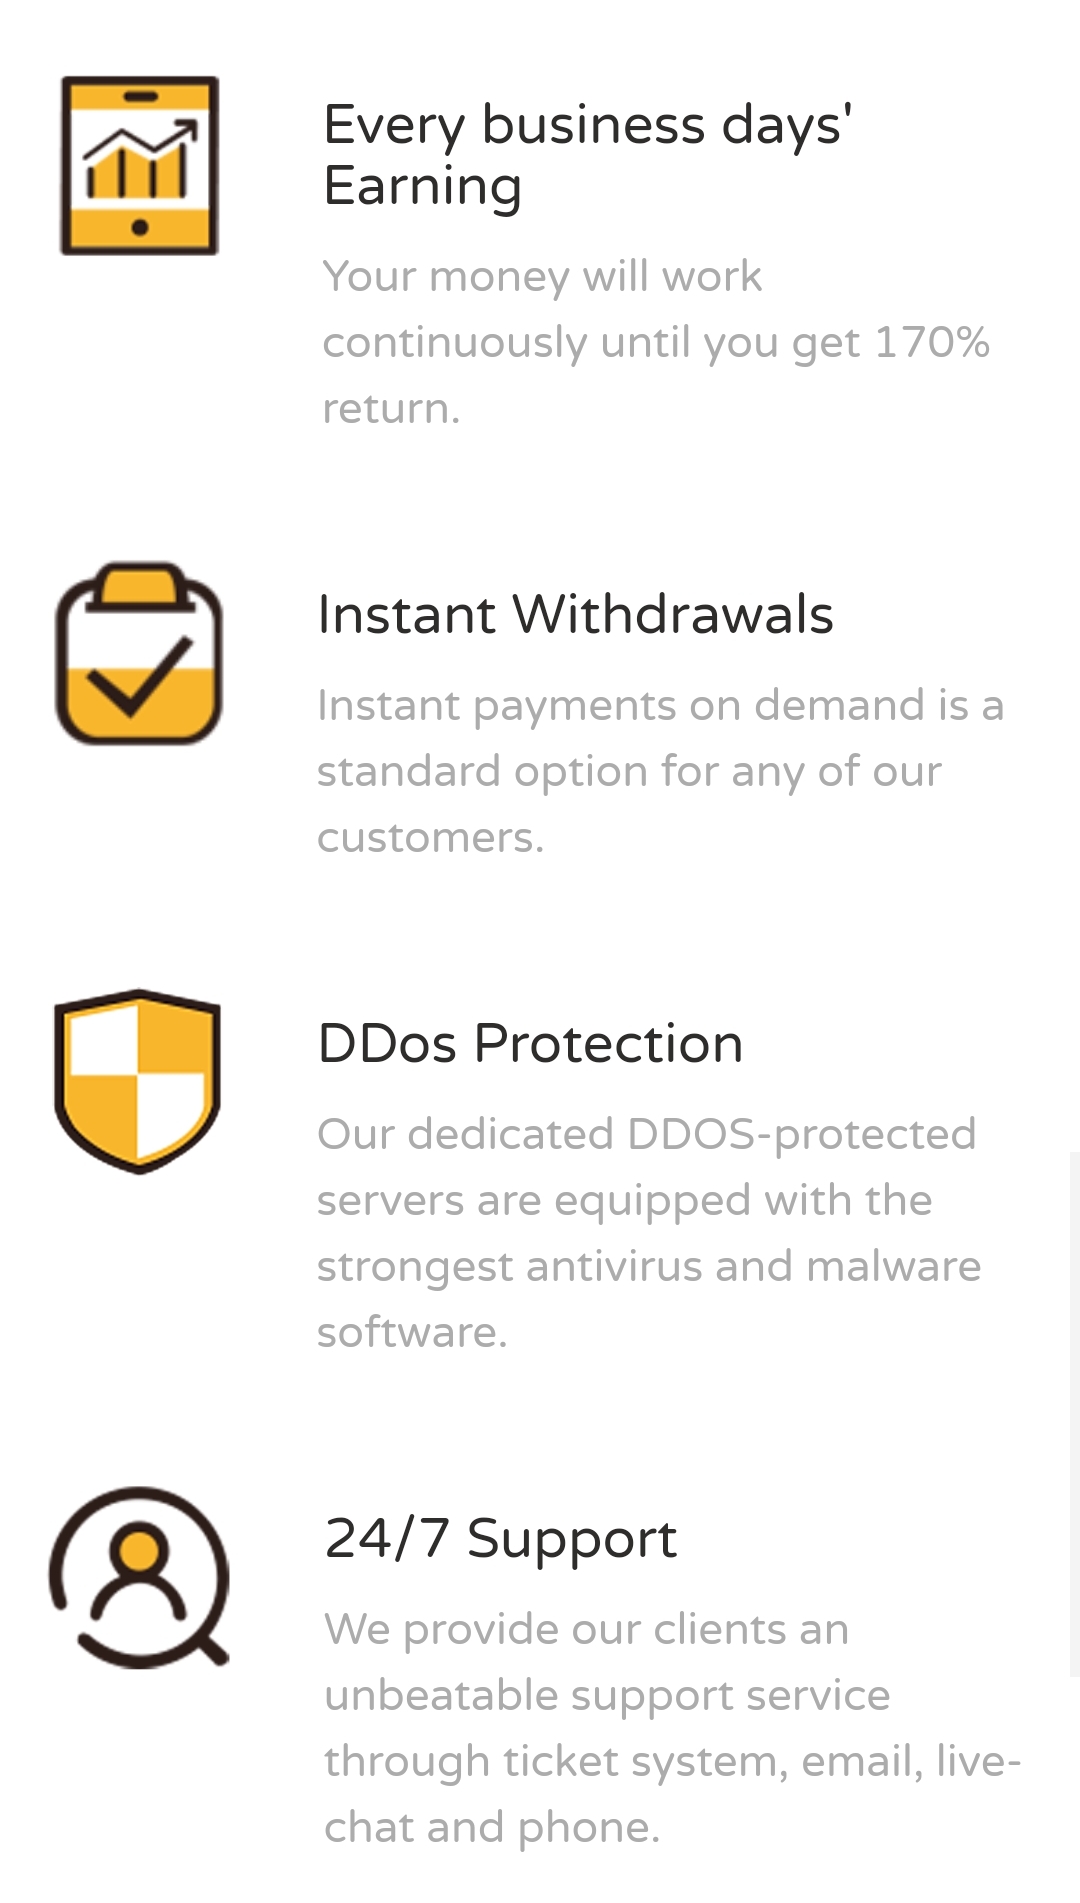 Every business days'
Earning
Your money will work
continuously until you get 170%
return.
Instant Withdrawals
Instant payments on demand is a
standard option for any of our
customers.
DDos Protection
Our dedicated DDOS-protected
servers are equipped with the
strongest antivirus and malware
software.
24/7 Support
We provide our clients an
unbeatable support service
through ticket system, email, live-
chat and phone.